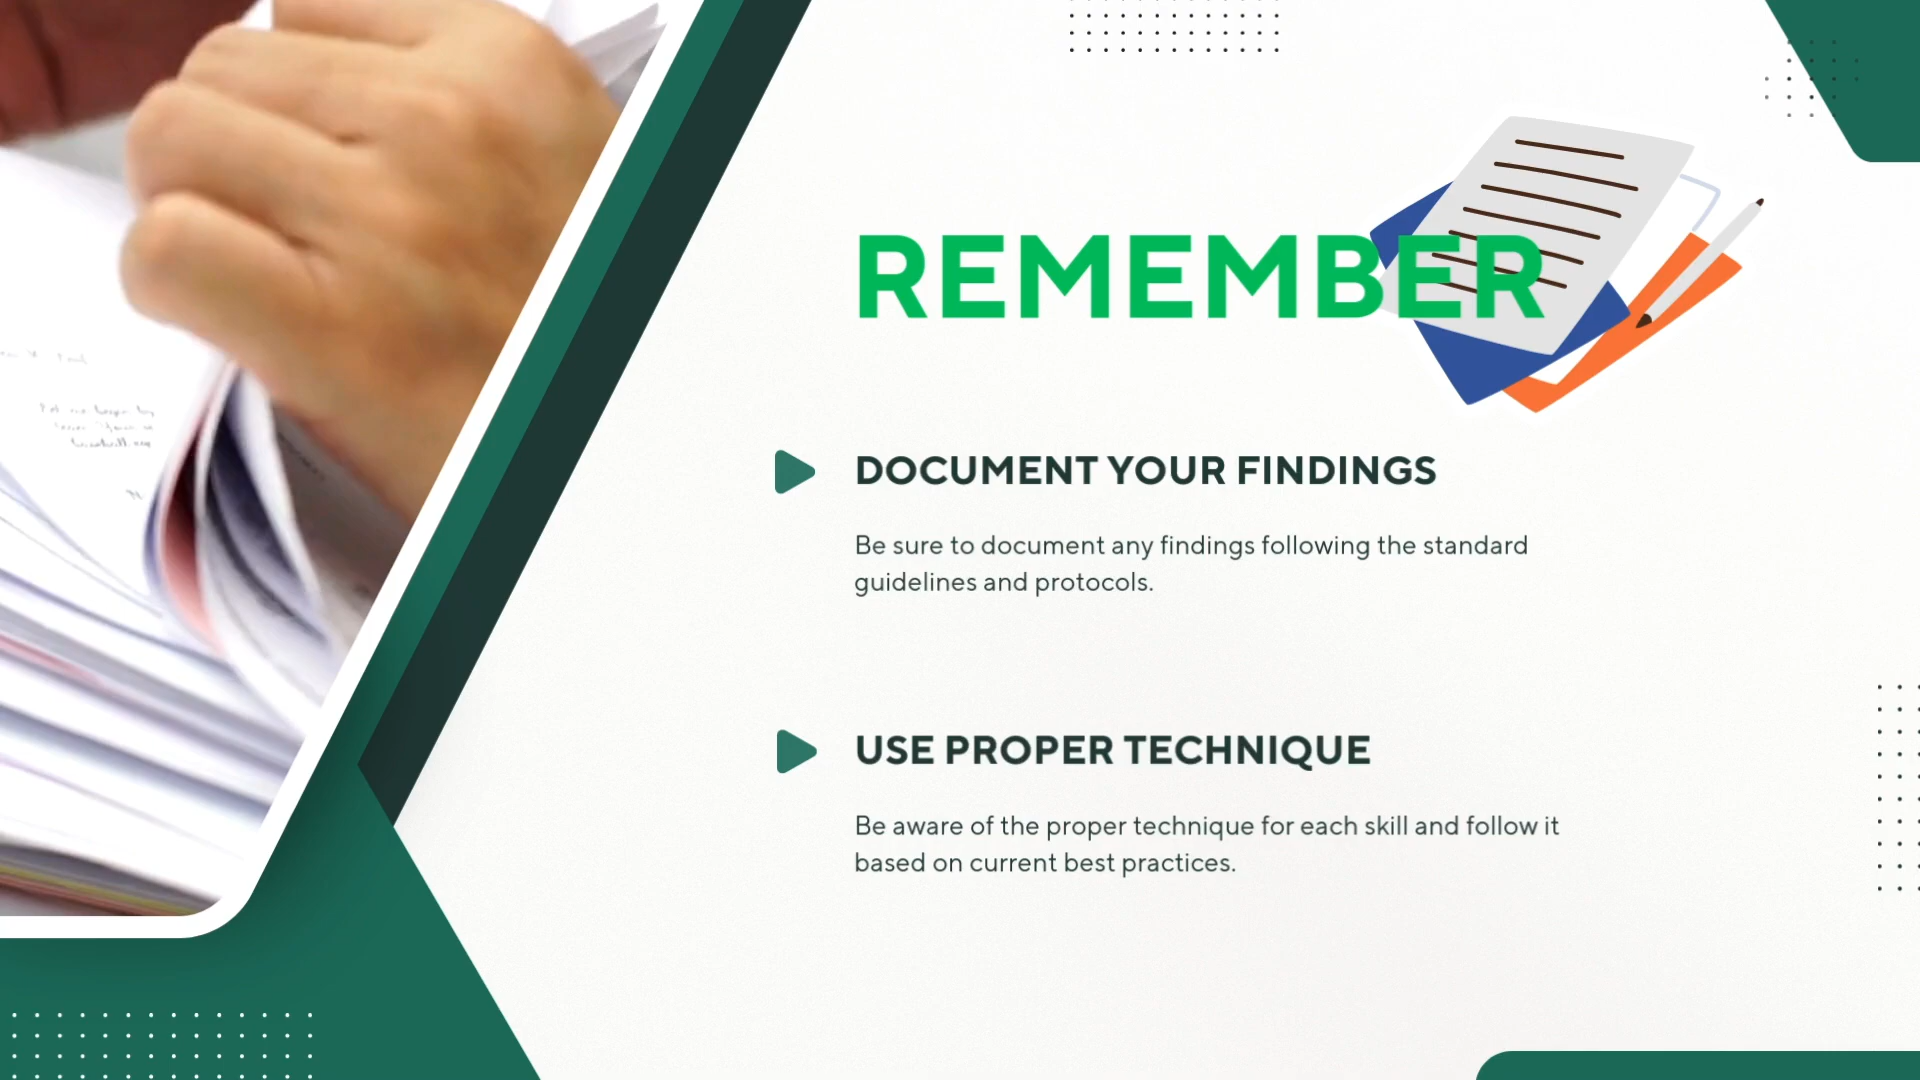 REMEMBER
DOCUMENT YOUR FINDINGS
Be sure to document any findings following the standard
guidelines and protocols.
USE PROPER TECHNIQUE
Be aware of the proper technique for each skill and follow it
based on current best practices.